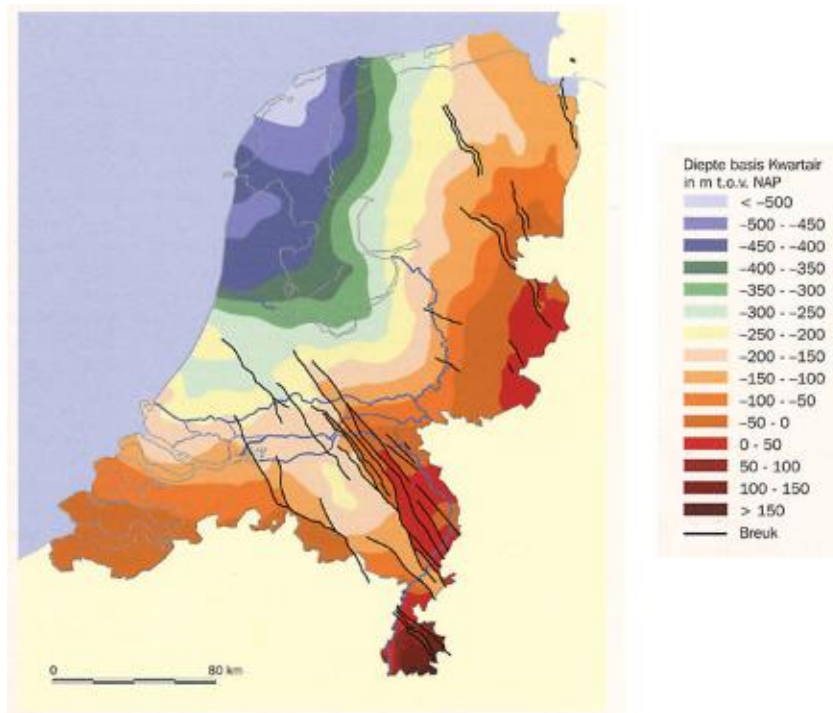 Diepte basis Kwartair
in m t.o.v. NAP
< –500
–500 - –450
–450 - –400
–400 - –350
–350 - –300
–300 - –250
–250 - –200
–200 - –150
–150 - –100
–100 - –50
–50 - 0
0 - 50
50 - 100
100 - 150
> 150
Breuk
0 80 km